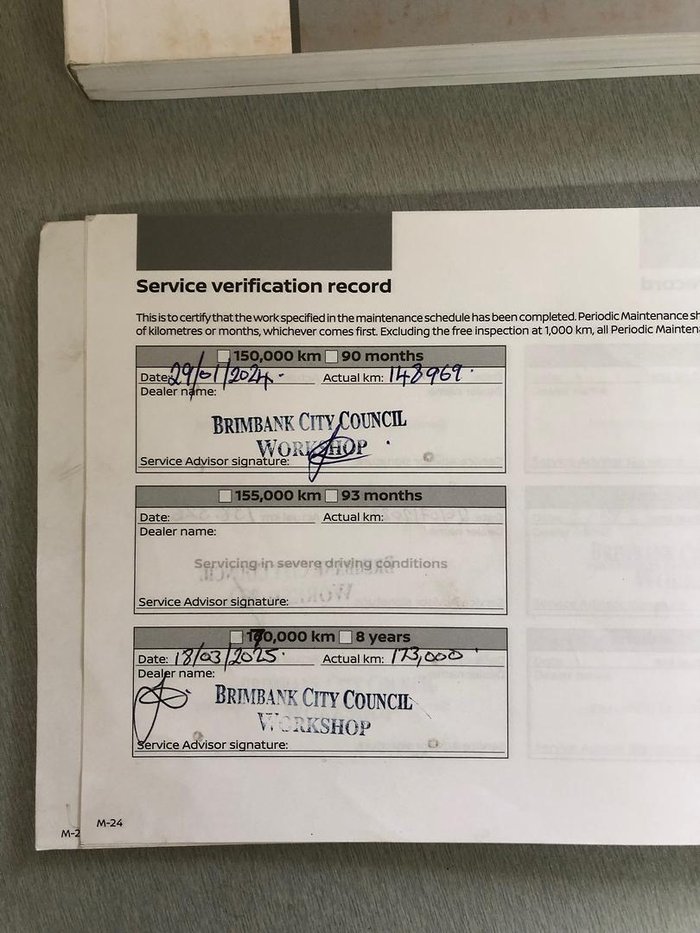 Service verification record
This is to certify that the work specified in the maintenance schedule has been completed. Periodic Maintenance sh
of kilometres or months, whichever comes first. Excluding the free inspection at 1,000 km, all Periodic Mainten
150,000 km 90 months
Date: 29/01/2024. Actual km: 148969.
Dealer name:
BRIMBANK CITY COUNCIL
WORKSHOP
Service Advisor signature:
155,000 km 93 months
Date: Actual km:
Dealer name:
Servicing in severe driving conditions
Service Advisor signature:
170,000 km 8 years
Date: 18/03/2025. Actual km: 173,000
Dealer name:
BRIMBANK CITY COUNCIL
WORKSHOP
Service Advisor signature:
M-24
M-2